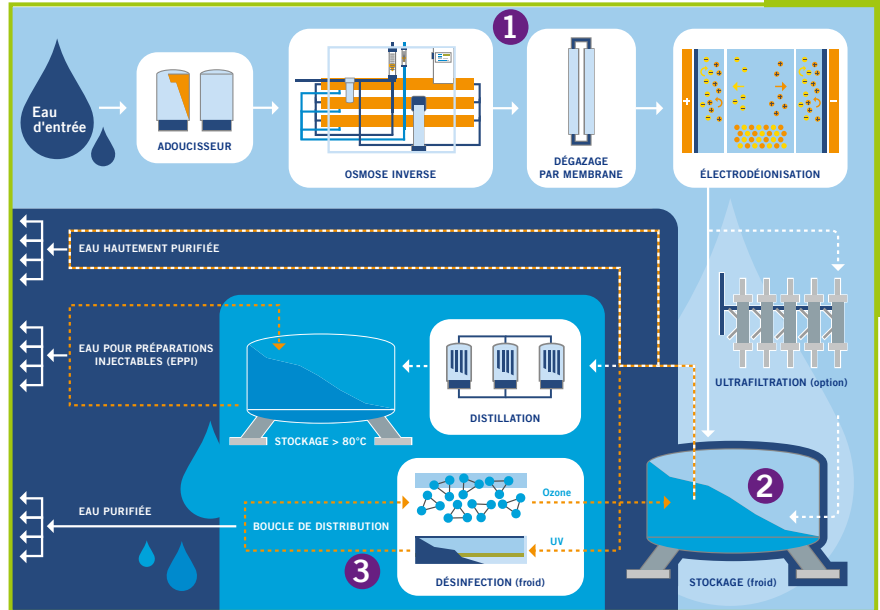 1
Eau
d'entrée
ADOUCISSEUR
OSMOSE INVERSE
DÉGAZAGE
PAR MEMBRANE
ÉLECTRODÉIONISATION
+
−
EAU HAUTEMENT PURIFIÉE
EAU POUR PRÉPARATIONS
INJECTABLES (EPPI)
STOCKAGE > 80°C
DISTILLATION
ULTRAFILTRATION (option)
2
EAU PURIFIÉE
BOUCLE DE DISTRIBUTION
Ozone
UV
3
DÉSINFECTION (froid)
STOCKAGE (froid)